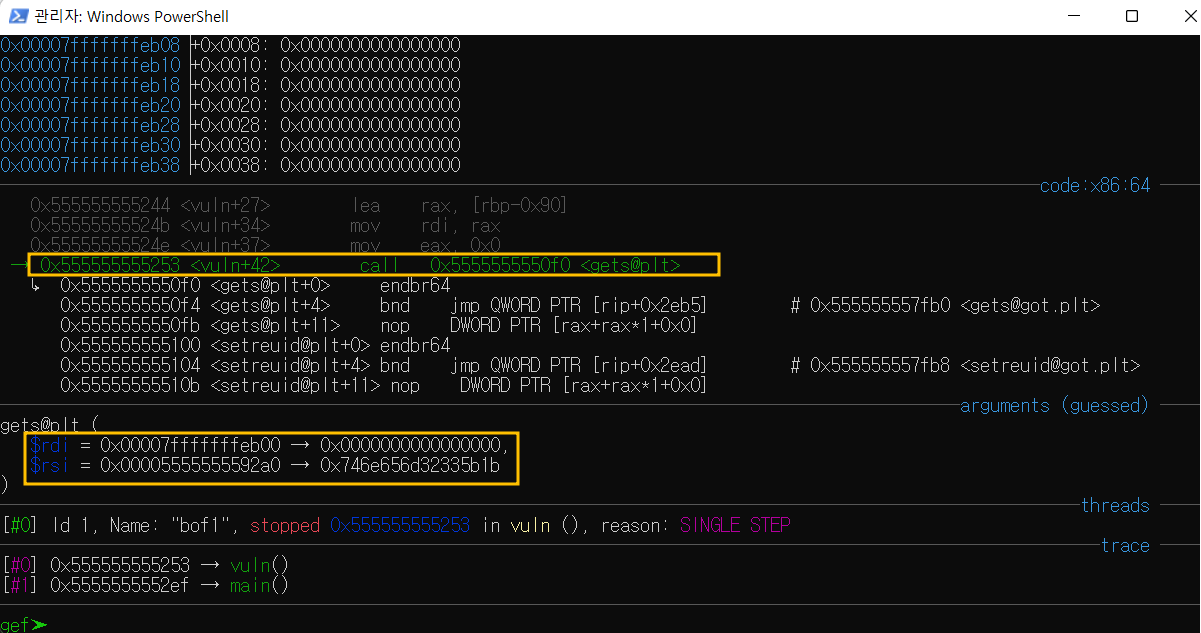 관리자: Windows PowerShell
0x00007fffffffeb08│+0x0008: 0x0000000000000000
0x00007fffffffeb10│+0x0010: 0x0000000000000000
0x00007fffffffeb18│+0x0018: 0x0000000000000000
0x00007fffffffeb20│+0x0020: 0x0000000000000000
0x00007fffffffeb28│+0x0028: 0x0000000000000000
0x00007fffffffeb30│+0x0030: 0x0000000000000000
0x00007fffffffeb38│+0x0038: 0x0000000000000000
code:x86:64
0x555555555244 <vuln+27> lea rax, [rbp-0x90]
0x55555555524b <vuln+34> mov rdi, rax
0x55555555524e <vuln+37> mov eax, 0x0
→ 0x555555555253 <vuln+42> call 0x5555555550f0 <gets@plt>
↳ 0x5555555550f0 <gets@plt+0> endbr64
0x5555555550f4 <gets@plt+4> bnd jmp QWORD PTR [rip+0x2eb5] # 0x555555557fb0 <gets@got.plt>
0x5555555550fb <gets@plt+11> nop DWORD PTR [rax+rax*1+0x0]
0x555555555100 <setreuid@plt+0> endbr64
0x555555555104 <setreuid@plt+4> bnd jmp QWORD PTR [rip+0x2ead] # 0x555555557fb8 <setreuid@got.plt>
0x55555555510b <setreuid@plt+11> nop DWORD PTR [rax+rax*1+0x0]
arguments (guessed)
gets@plt (
$rdi = 0x00007fffffffeb00 → 0x0000000000000000,
$rsi = 0x00005555555592a0 → 0x746e656d32335b1b
)
threads
[#0] Id 1, Name: "bof1", stopped 0x555555555253 in vuln (), reason: SINGLE STEP
trace
[#0] 0x555555555253 → vuln()
[#1] 0x5555555552ef → main()
gef➤